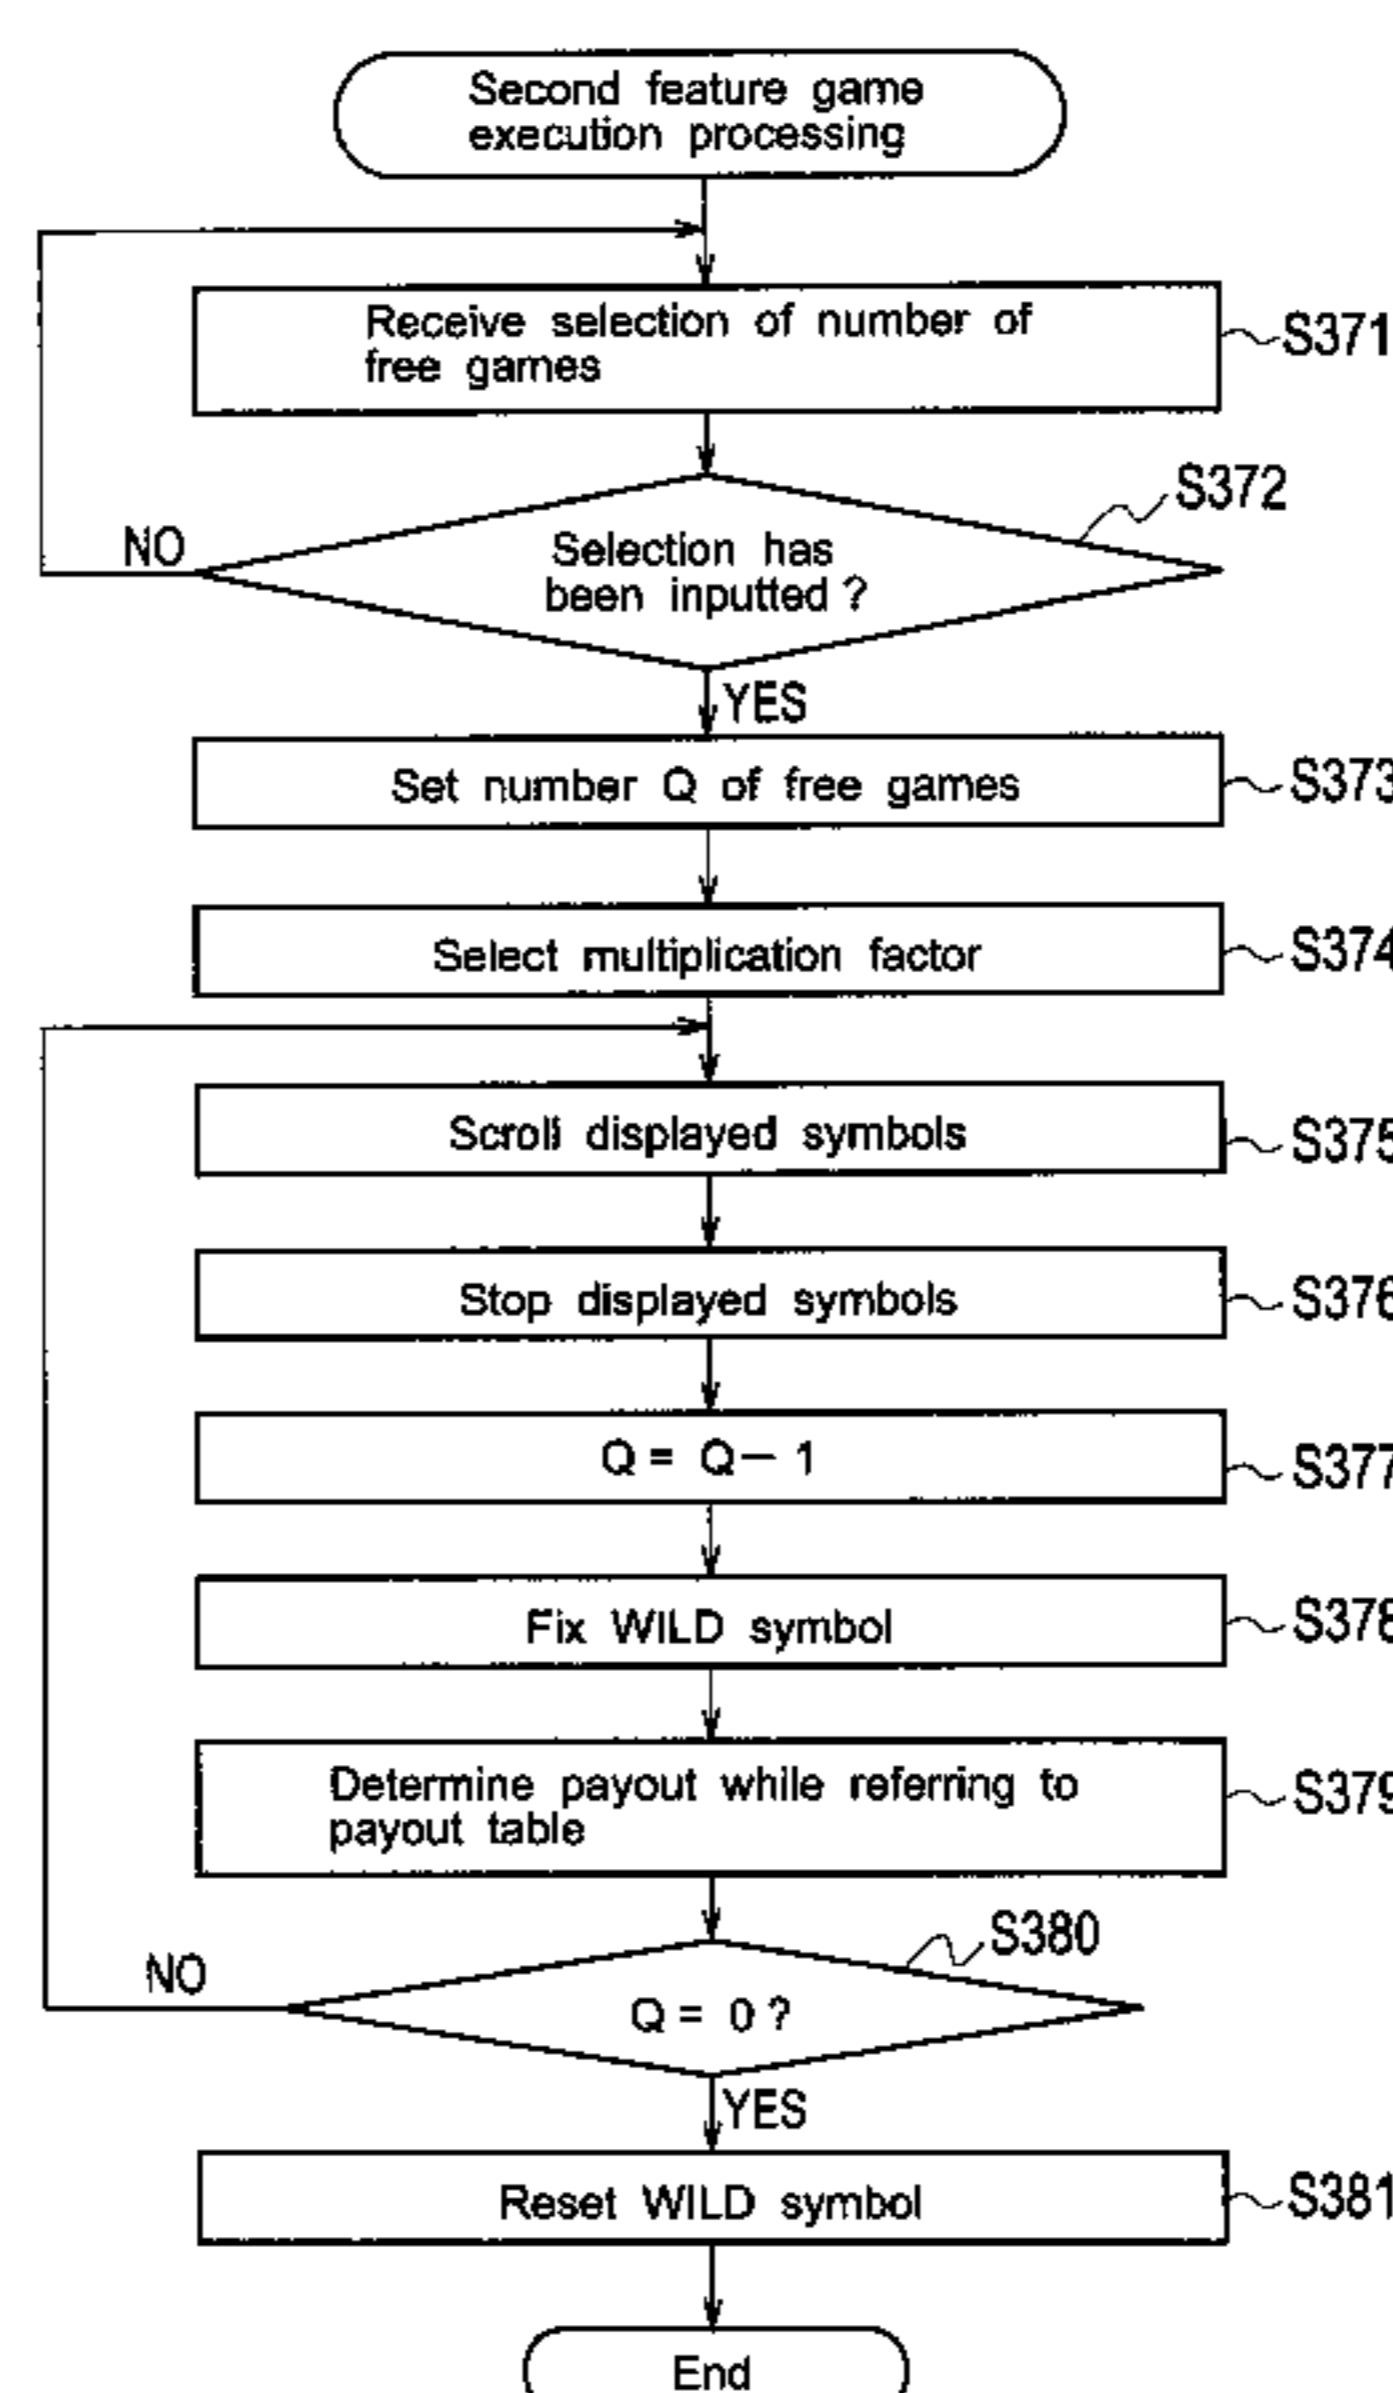 Second feature game
execution processing
Receive selection of number of
free games
S371
S372
NO
Selection has
been inputted ?
YES
Set number Q of free games
S373
Select multiplication factor
S374
Scroll displayed symbols
S375
Stop displayed symbols
S376
Q = Q - 1
S377
Fix WILD symbol
S378
Determine payout while referring to
payout table
S379
S380
NO
Q = 0 ?
YES
Reset WILD symbol
S381
End